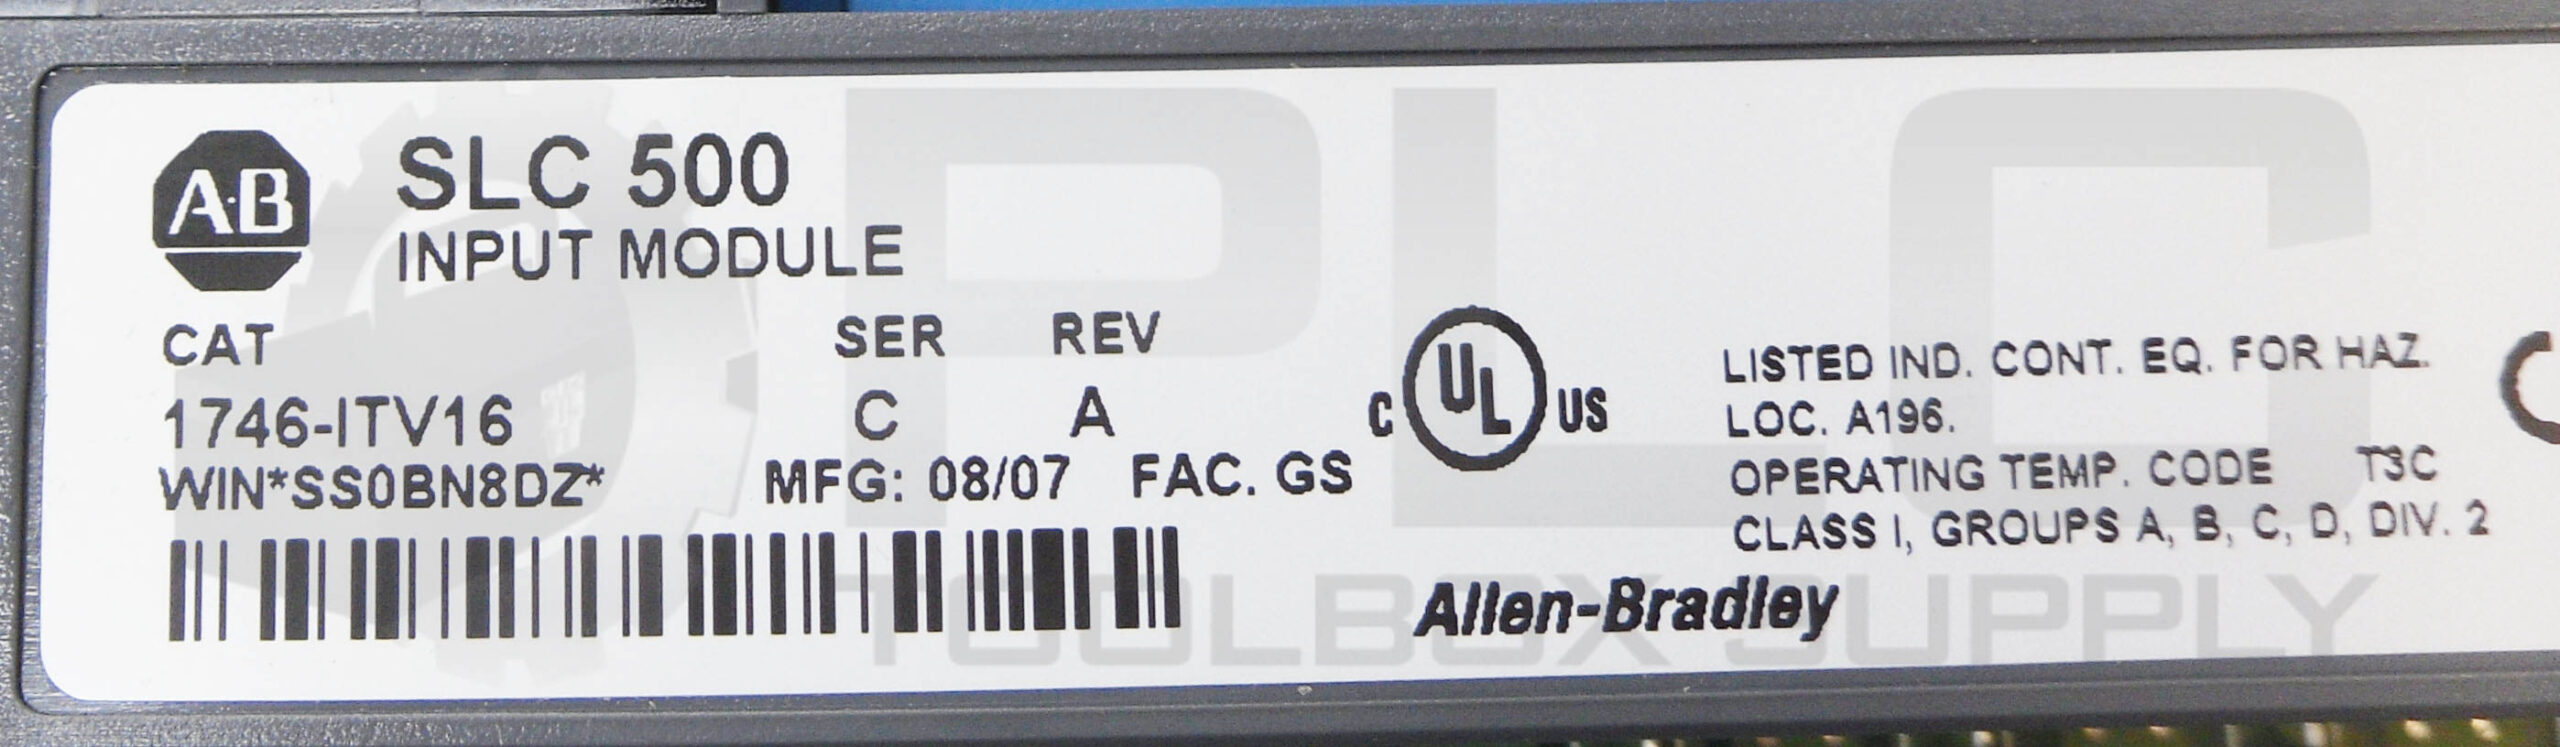 A·B
SLC 500
INPUT MODULE
CAT SER REV
1746-ITV16 C A
WIN*SS0BN8DZ* MFG: 08/07 FAC. GS
C UL US
LISTED IND. CONT. EQ. FOR HAZ.
LOC. A196.
OPERATING TEMP. CODE T3C
CLASS I, GROUPS A, B, C, D, DIV. 2
Allen-Bradley
PLC
TOOLBOX SUPPLY